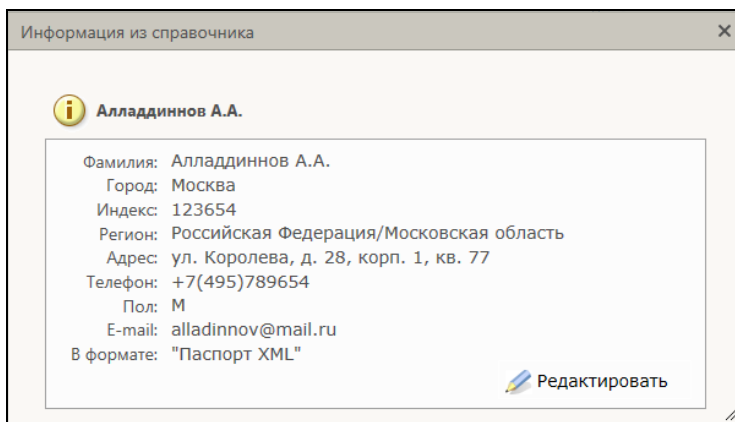 Информация из справочника
Алладдиннов А.А.
Фамилия: Алладдиннов А.А.
Город: Москва
Индекс: 123654
Регион: Российская Федерация/Московская область
Адрес: ул. Королева, д. 28, корп. 1, кв. 77
Телефон: +7(495)789654
Пол: М
E-mail: alladinnov@mail.ru
В формате: "Паспорт XML"
Редактировать